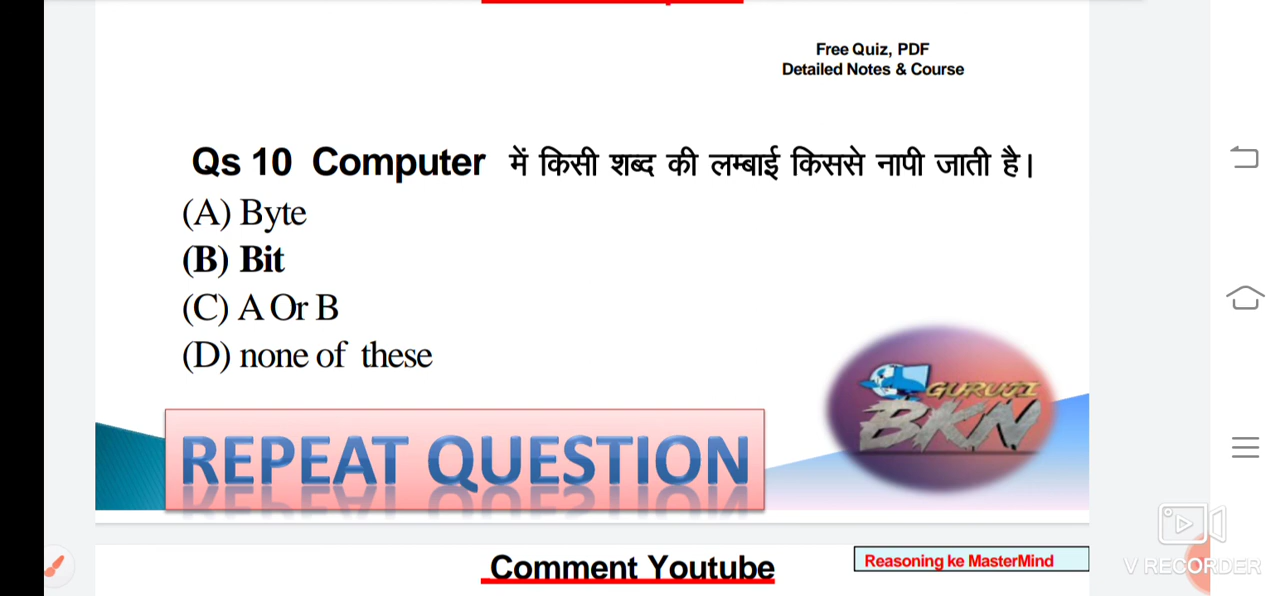 Free Quiz, PDF
Detailed Notes & Course
Qs 10 Computer में किसी शब्द की लम्बाई किससे नापी जाती है।
(A) Byte
(B) Bit
(C) A Or B
(D) none of these
GURUJI
BKN
REPEAT QUESTION
Comment Youtube
Reasoning ke MasterMind
V RECORDER